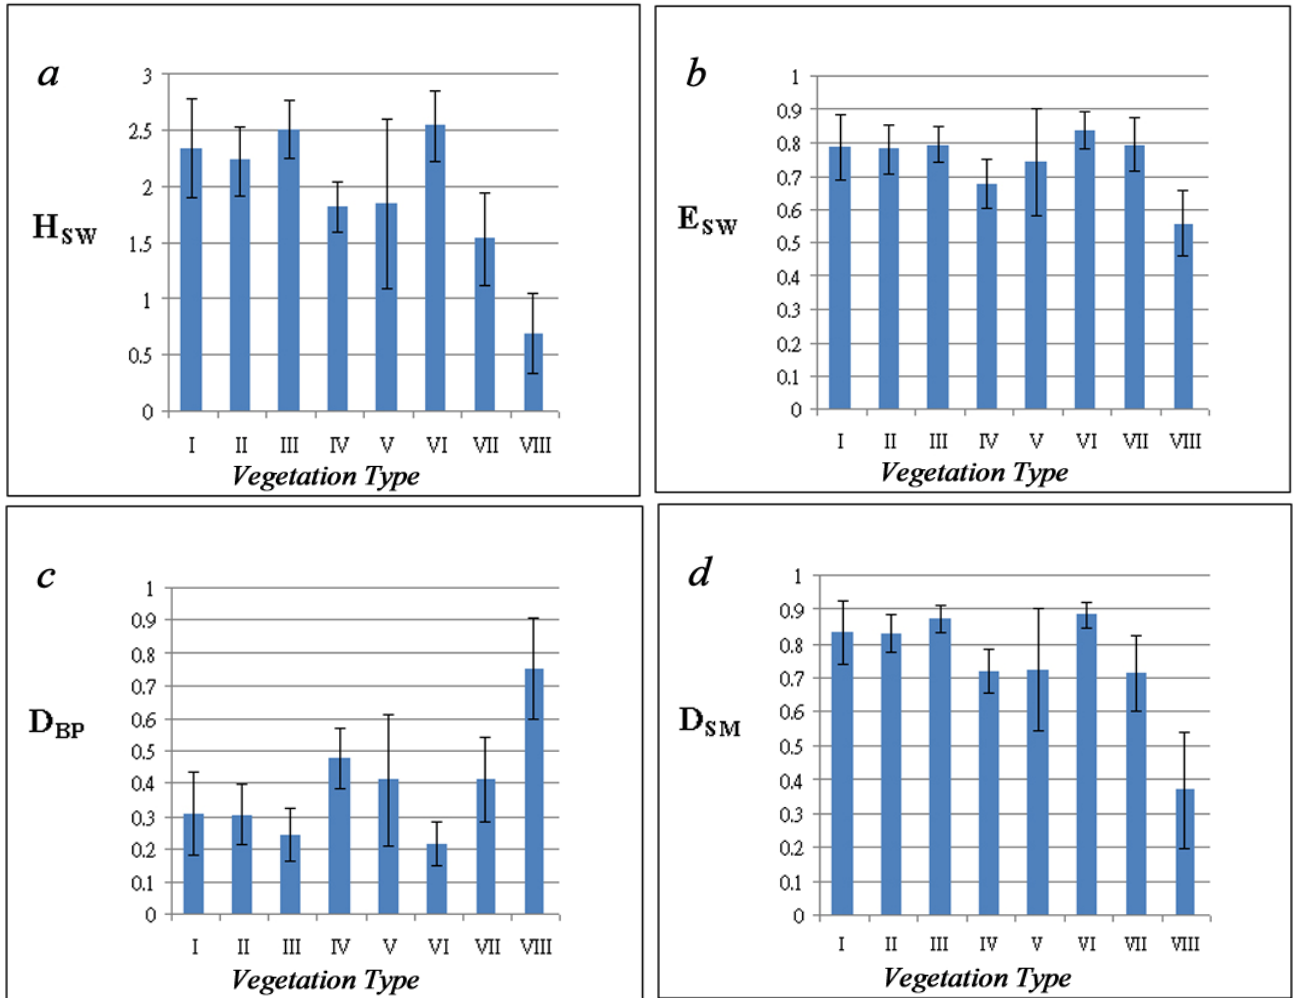 a
3
2.5
2
1.5
1
0.5
0
H_SW
I II III IV V VI VII VIII
Vegetation Type
b
1
0.9
0.8
0.7
0.6
0.5
0.4
0.3
0.2
0.1
0
E_SW
I II III IV V VI VII VIII
Vegetation Type
c
1
0.9
0.8
0.7
0.6
0.5
0.4
0.3
0.2
0.1
0
D_BP
I II III IV V VI VII VIII
Vegetation Type
d
1
0.9
0.8
0.7
0.6
0.5
0.4
0.3
0.2
0.1
0
D_SM
I II III IV V VI VII VIII
Vegetation Type